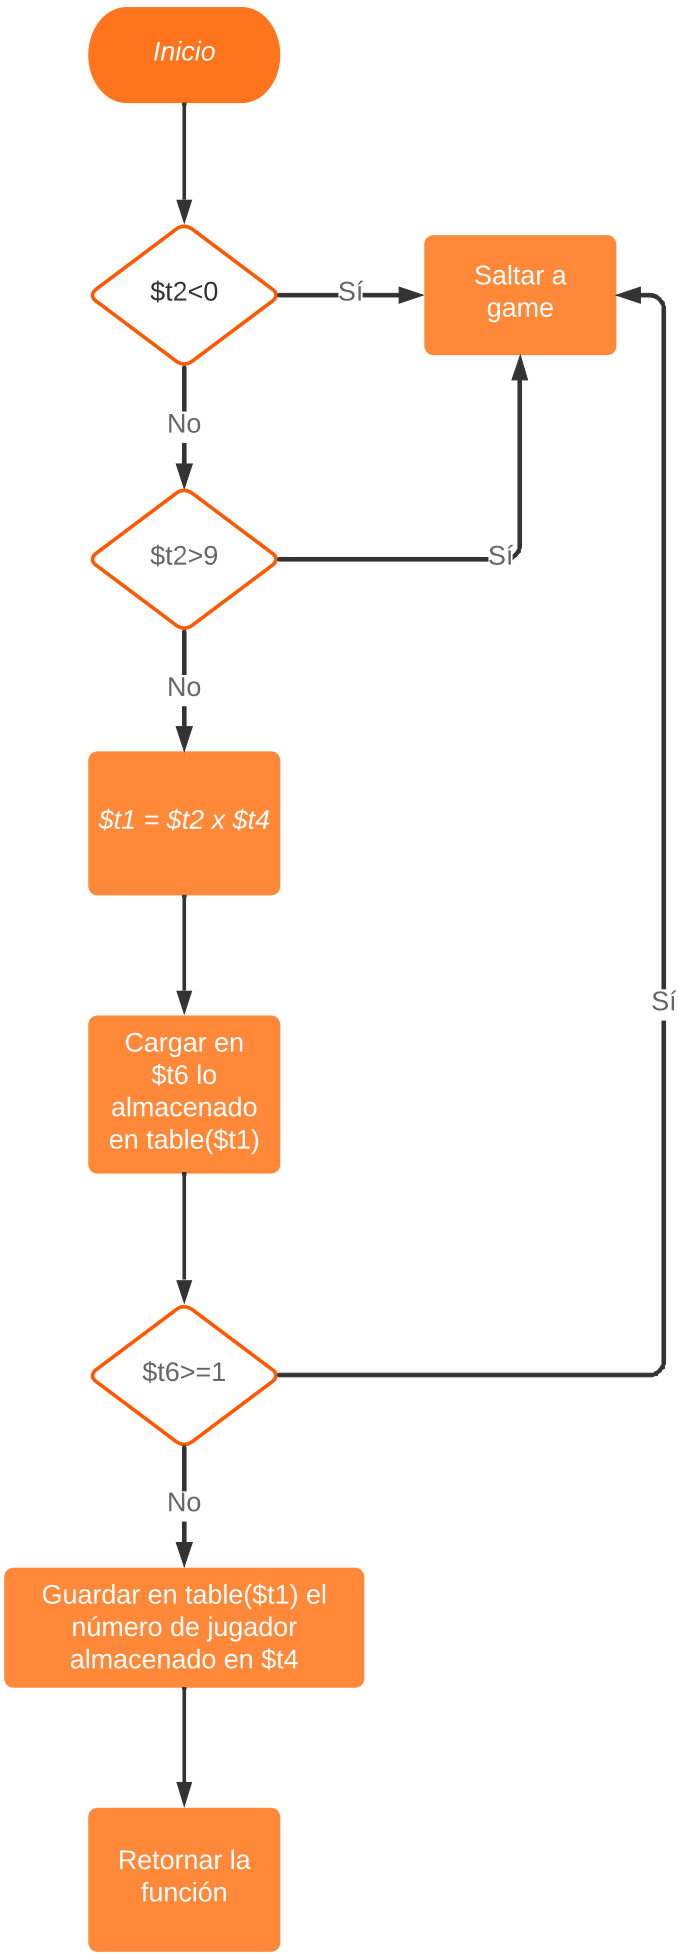 Inicio
$t2<0
Sí
Saltar a
game
No
$t2>9
Sí
No
$t1 = $t2 x $t4
Sí
Cargar en
$t6 lo
almacenado
en table($t1)
$t6>=1
No
Guardar en table($t1) el
número de jugador
almacenado en $t4
Retornar la
función